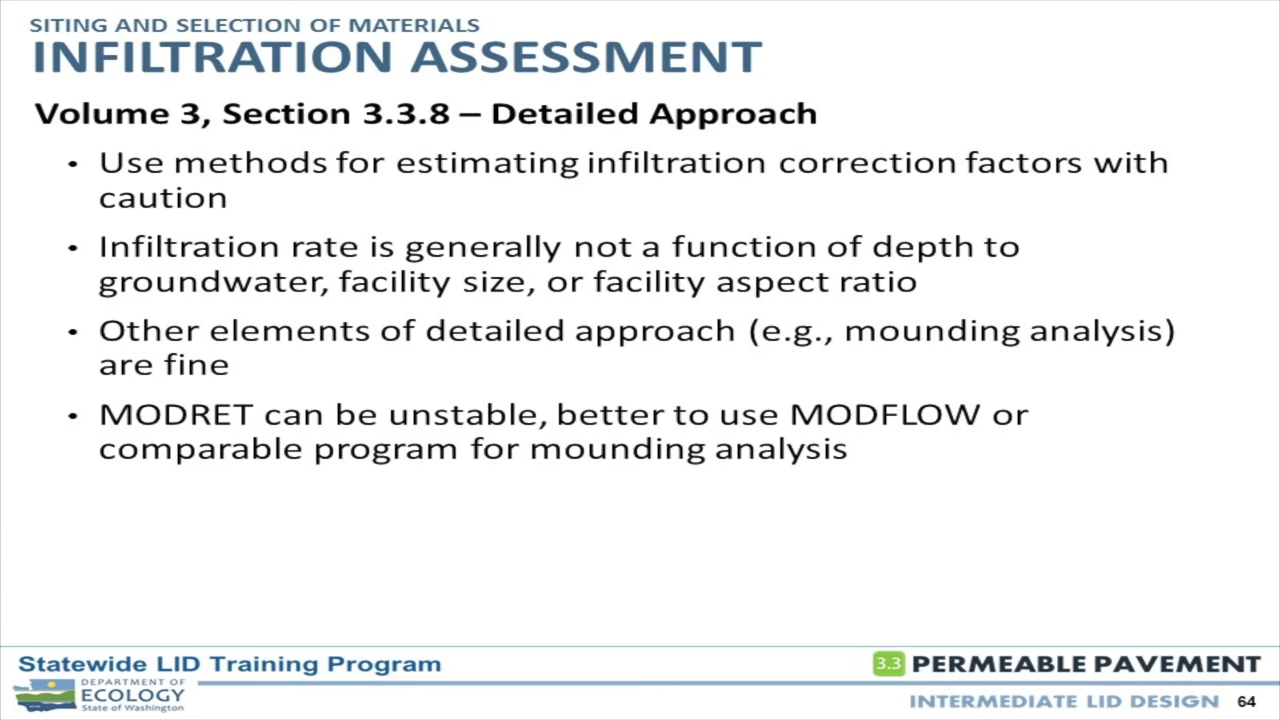 SITING AND SELECTION OF MATERIALS
INFILTRATION ASSESSMENT
Volume 3, Section 3.3.8 – Detailed Approach
• Use methods for estimating infiltration correction factors with
caution
• Infiltration rate is generally not a function of depth to
groundwater, facility size, or facility aspect ratio
• Other elements of detailed approach (e.g., mounding analysis)
are fine
• MODRET can be unstable, better to use MODFLOW or
comparable program for mounding analysis
Statewide LID Training Program
3.3 PERMEABLE PAVEMENT
DEPARTMENT OF
ECOLOGY
State of Washington
INTERMEDIATE LID DESIGN 64